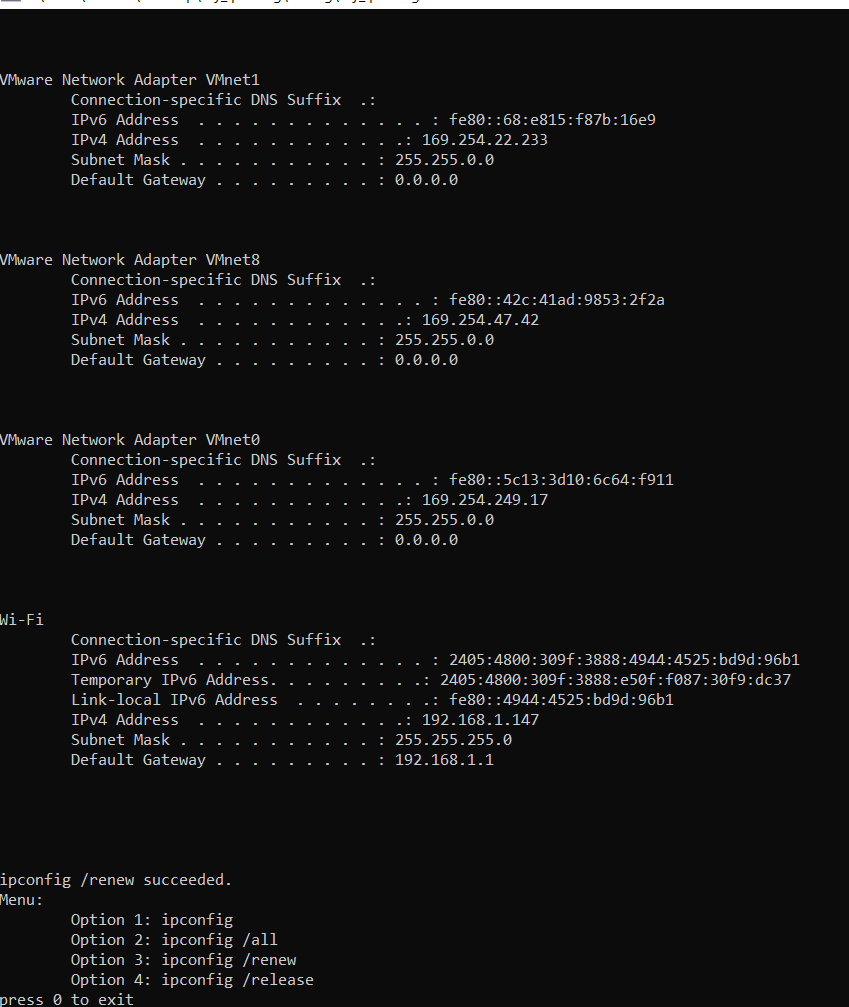 VMware Network Adapter VMnet1
Connection-specific DNS Suffix  .:
IPv6 Address  . . . . . . . . . . . . . : fe80::68:e815:f87b:16e9
IPv4 Address  . . . . . . . . . . . .: 169.254.22.233
Subnet Mask . . . . . . . . . . . : 255.255.0.0
Default Gateway . . . . . . . . . : 0.0.0.0
VMware Network Adapter VMnet8
Connection-specific DNS Suffix  .:
IPv6 Address  . . . . . . . . . . . . . : fe80::42c:41ad:9853:2f2a
IPv4 Address  . . . . . . . . . . . .: 169.254.47.42
Subnet Mask . . . . . . . . . . . : 255.255.0.0
Default Gateway . . . . . . . . . : 0.0.0.0
VMware Network Adapter VMnet0
Connection-specific DNS Suffix  .:
IPv6 Address  . . . . . . . . . . . . . : fe80::5c13:3d10:6c64:f911
IPv4 Address  . . . . . . . . . . . .: 169.254.249.17
Subnet Mask . . . . . . . . . . . : 255.255.0.0
Default Gateway . . . . . . . . . : 0.0.0.0
Wi-Fi
Connection-specific DNS Suffix  .:
IPv6 Address  . . . . . . . . . . . . . : 2405:4800:309f:3888:4944:4525:bd9d:96b1
Temporary IPv6 Address. . . . . . . . .: 2405:4800:309f:3888:e50f:f087:30f9:dc37
Link-local IPv6 Address  . . . . . . . .: fe80::4944:4525:bd9d:96b1
IPv4 Address  . . . . . . . . . . . .: 192.168.1.147
Subnet Mask . . . . . . . . . . . : 255.255.255.0
Default Gateway . . . . . . . . . : 192.168.1.1
ipconfig /renew succeeded.
Menu:
Option 1: ipconfig
Option 2: ipconfig /all
Option 3: ipconfig /renew
Option 4: ipconfig /release
press 0 to exit